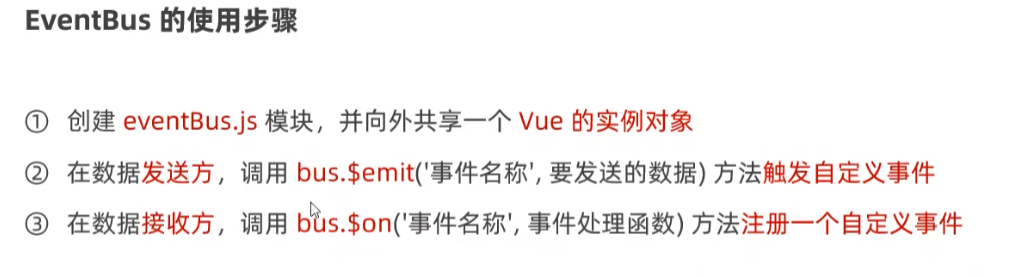 EventBus 的使用步骤
① 创建 eventBus.js 模块，并向外共享一个 Vue 的实例对象
② 在数据发送方，调用 bus.$emit('事件名称', 要发送的数据) 方法触发自定义事件
③ 在数据接收方，调用 bus.$on('事件名称', 事件处理函数) 方法注册一个自定义事件